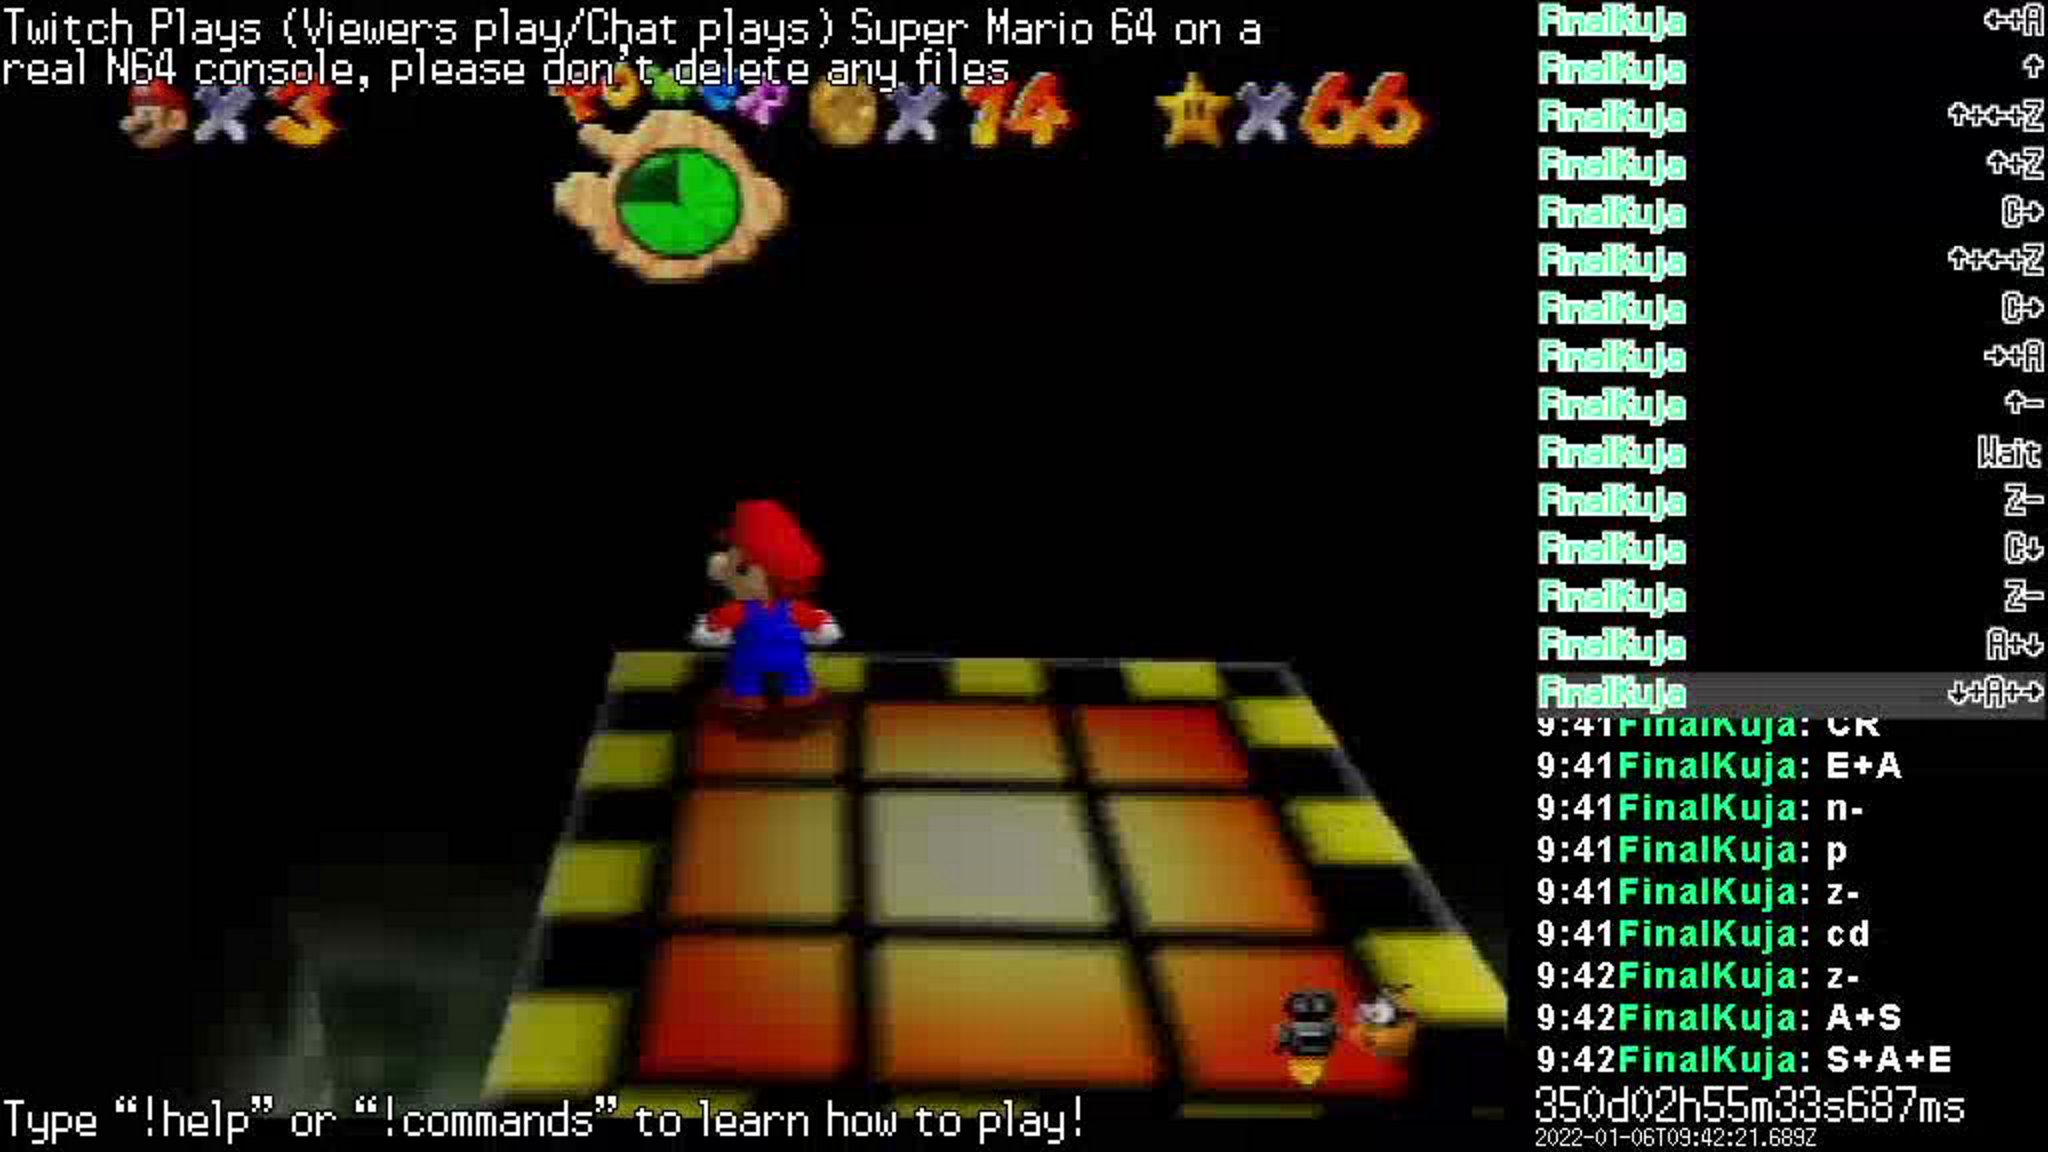 Twitch Plays (Viewers play/Chat plays) Super Mario 64 on a
real N64 console, please don't delete any files
x 3
x 14
x 66
FinalKuja ←+A
FinalKuja ↑
FinalKuja ↑+←+Z
FinalKuja ↑+Z
FinalKuja C→
FinalKuja ↑+←+Z
FinalKuja C→
FinalKuja →+A
FinalKuja ↑-
FinalKuja Wait
FinalKuja Z-
FinalKuja C↓
FinalKuja Z-
FinalKuja A+↓
FinalKuja ↓+A+→
9:41FinalKuja: CR
9:41FinalKuja: E+A
9:41FinalKuja: n-
9:41FinalKuja: p
9:41FinalKuja: z-
9:41FinalKuja: cd
9:42FinalKuja: z-
9:42FinalKuja: A+S
9:42FinalKuja: S+A+E
350d02h55m33s687ms
2022-01-06T09:42:21.689Z
Type “!help” or “!commands” to learn how to play!